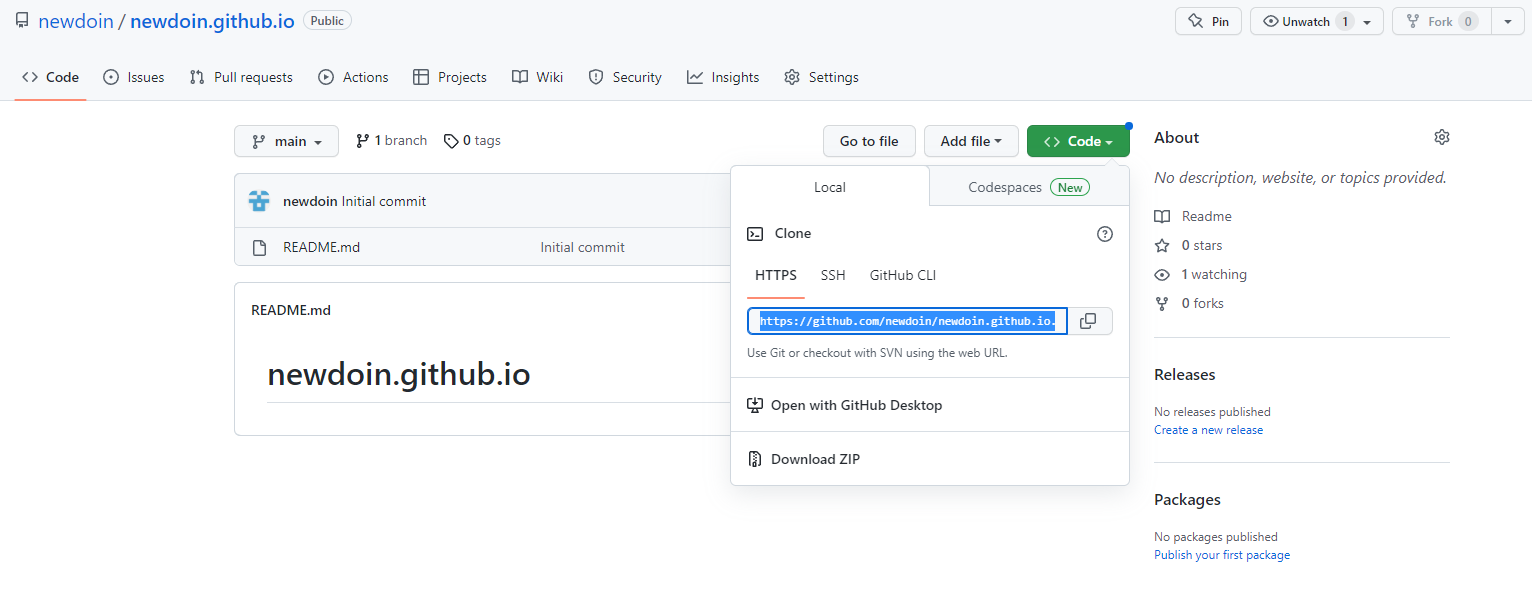 newdoin / newdoin.github.io Public
Pin
Unwatch 1
Fork 0
Code
Issues
Pull requests
Actions
Projects
Wiki
Security
Insights
Settings
main
1 branch
0 tags
Go to file
Add file
Code
newdoin Initial commit
README.md Initial commit
README.md
newdoin.github.io
Local
Codespaces New
Clone
HTTPS
SSH
GitHub CLI
https://github.com/newdoin/newdoin.github.io.
Use Git or checkout with SVN using the web URL.
Open with GitHub Desktop
Download ZIP
About
No description, website, or topics provided.
Readme
0 stars
1 watching
0 forks
Releases
No releases published
Create a new release
Packages
No packages published
Publish your first package